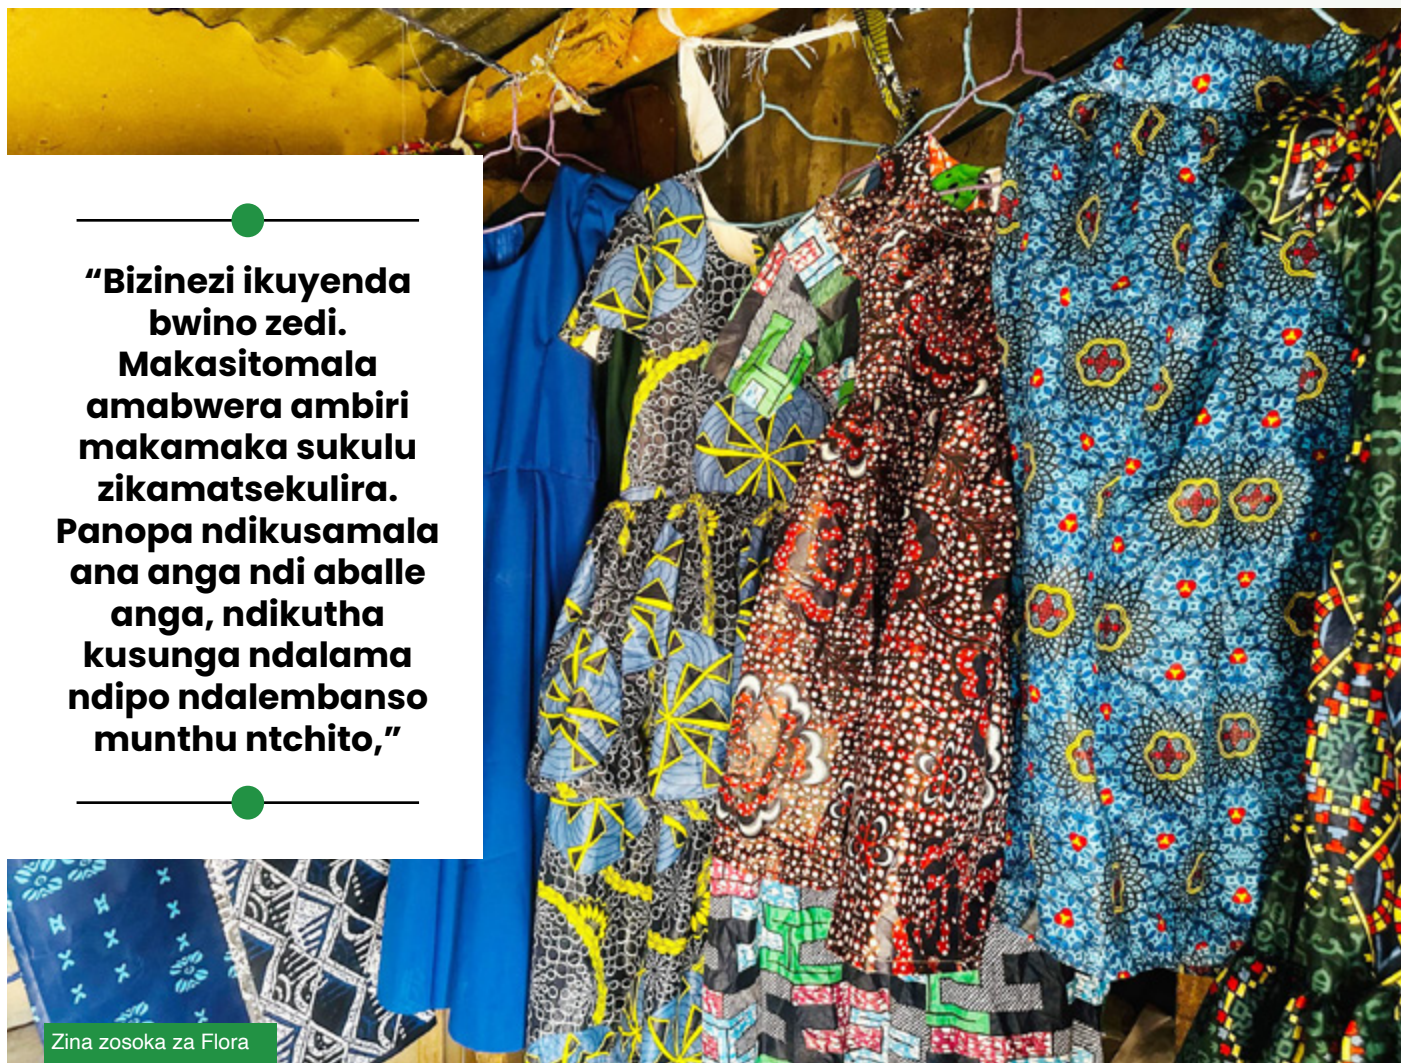 “Bizinezi ikuyenda
bwino zedi.
Makasitomala
amabwera ambiri
makamaka sukulu
zikamatsekulira.
Panopa ndikusamala
ana anga ndi aballe
anga, ndikutha
kusunga ndalama
ndipo ndalembanso
munthu ntchito,”
Zina zosoka za Flora